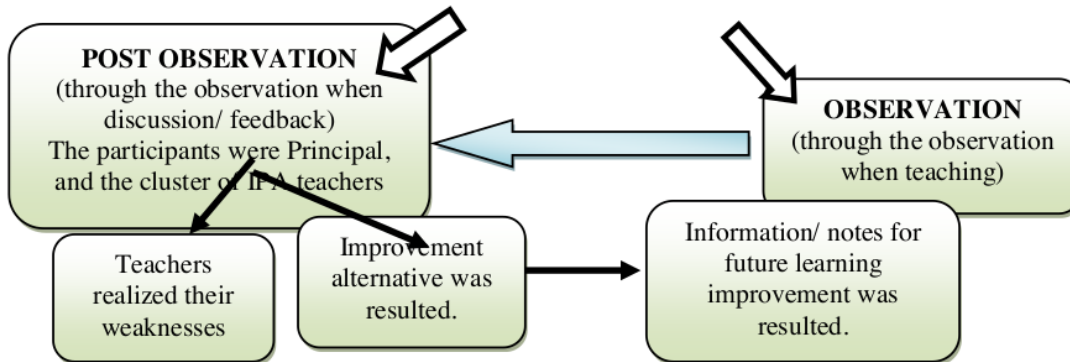 POST OBSERVATION
(through the observation when
discussion/ feedback)
The participants were Principal,
and the cluster of IPA teachers
OBSERVATION
(through the observation
when teaching)
Teachers
realized their
weaknesses
Improvement
alternative was
resulted.
Information/ notes for
future learning
improvement was
resulted.